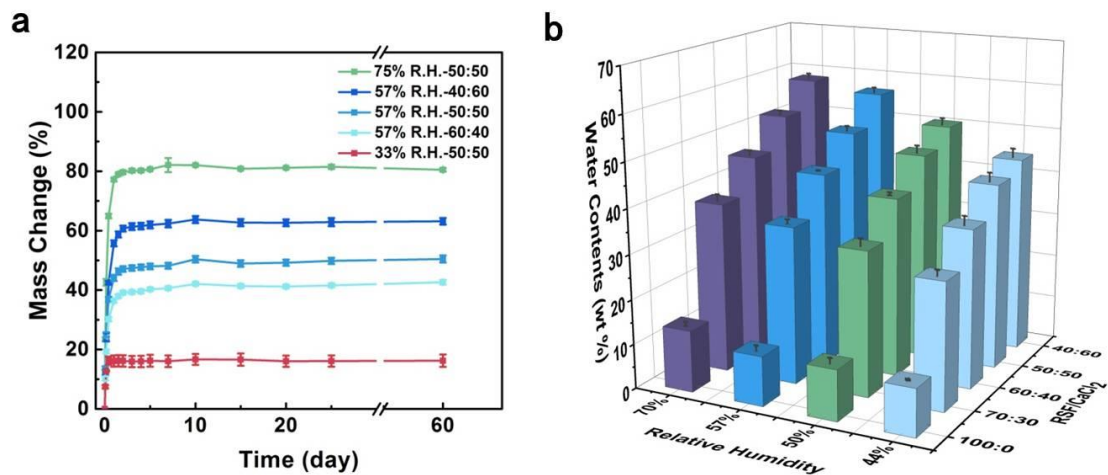 a
120
100
80
60
40
20
0
Mass Change (%)
75% R.H.-50:50
57% R.H.-40:60
57% R.H.-50:50
57% R.H.-60:40
33% R.H.-50:50
0 10 20 60
Time (day)
b
70
60
50
40
30
20
10
0
Water Contents (wt %)
70%
57%
50%
44%
Relative Humidity
40:60
50:50
60:40
70:30
100:0
RSF/CaCl2